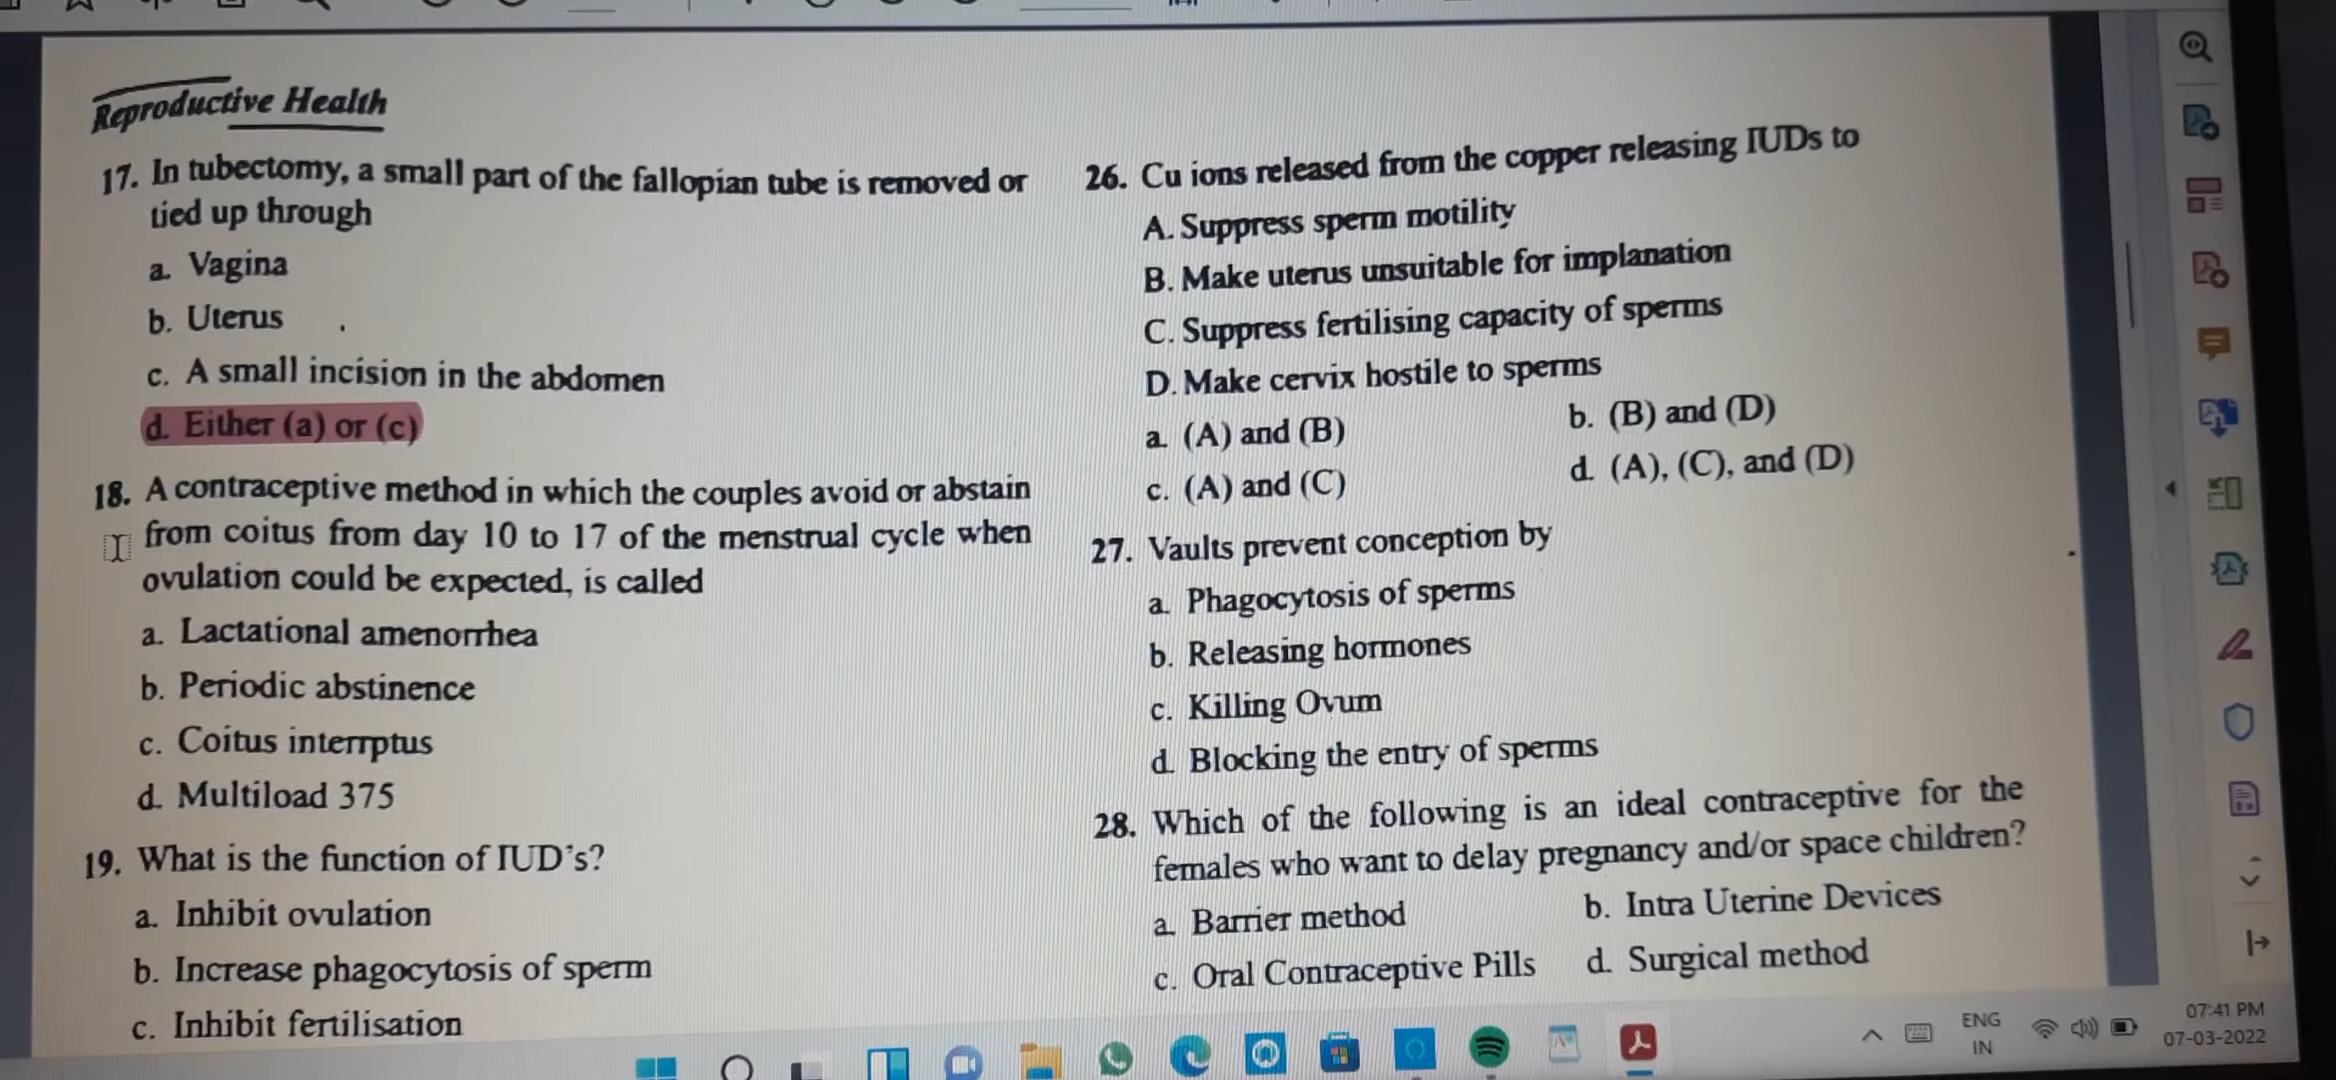 Reproductive Health
17. In tubectomy, a small part of the fallopian tube is removed or
tied up through
a. Vagina
b. Uterus
c. A small incision in the abdomen
d. Either (a) or (c)
18. A contraceptive method in which the couples avoid or abstain
from coitus from day 10 to 17 of the menstrual cycle when
ovulation could be expected, is called
a. Lactational amenorrhea
b. Periodic abstinence
c. Coitus interrptus
d. Multiload 375
19. What is the function of IUD's?
a. Inhibit ovulation
b. Increase phagocytosis of sperm
c. Inhibit fertilisation
26. Cu ions released from the copper releasing IUDs to
A. Suppress sperm motility
B. Make uterus unsuitable for implanation
C. Suppress fertilising capacity of sperms
D. Make cervix hostile to sperms
a. (A) and (B) b. (B) and (D)
c. (A) and (C) d. (A), (C), and (D)
27. Vaults prevent conception by
a. Phagocytosis of sperms
b. Releasing hormones
c. Killing Ovum
d. Blocking the entry of sperms
28. Which of the following is an ideal contraceptive for the
females who want to delay pregnancy and/or space children?
a. Barrier method b. Intra Uterine Devices
c. Oral Contraceptive Pills d. Surgical method
ENG
IN
07:41 PM
07-03-2022